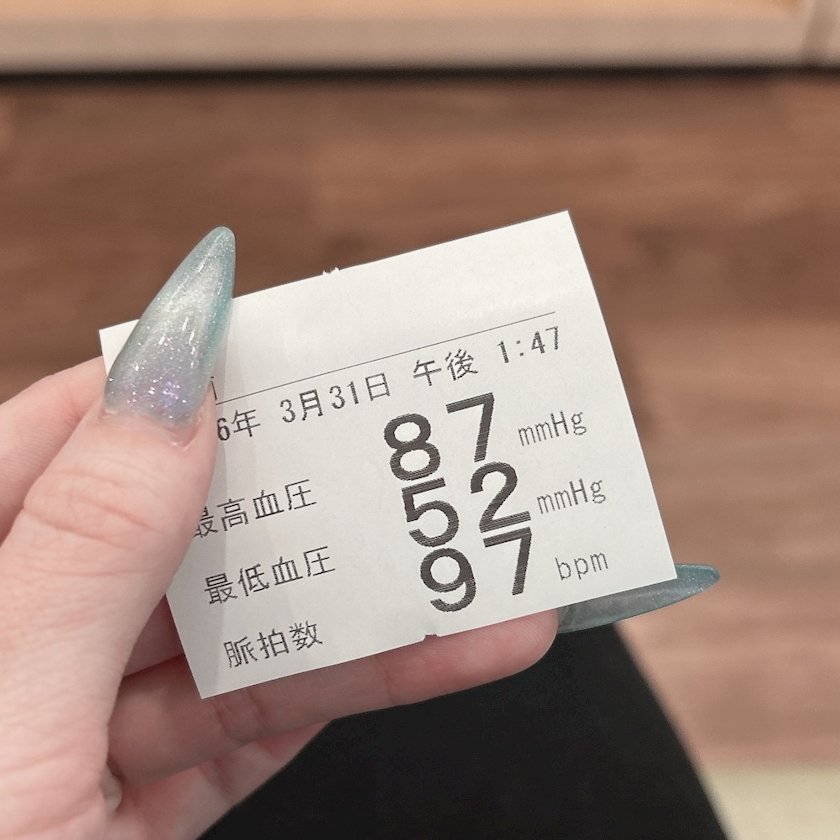 6年 3月31日 午後 1:47
最高血圧 87 mmHg
最低血圧 52 mmHg
脈拍数 97 bpm